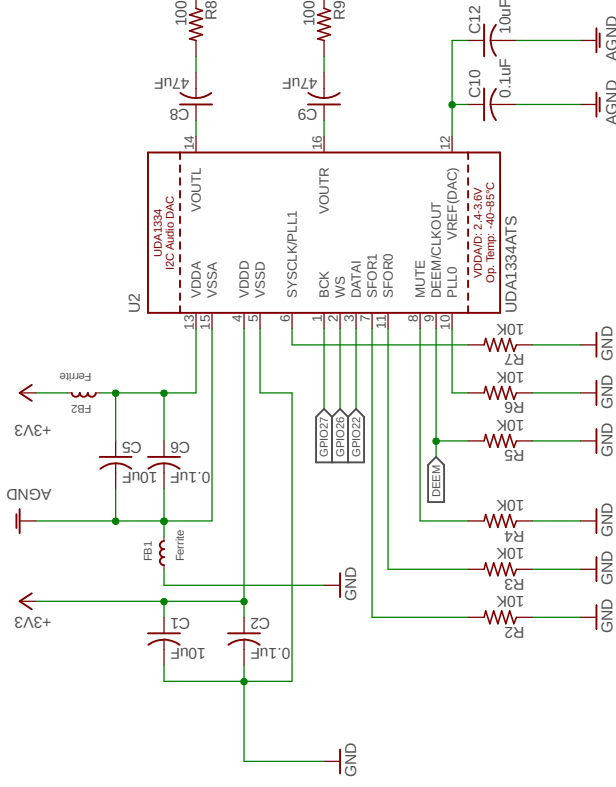 100
R8
100
R9
C12
10uF
AGND
C10
0.1uF
AGND
47uF
C8
47uF
C9
14
16
12
UDA1334
I2C Audio DAC
VOUTL
VOUTR
VREF(DAC)
VDDA/D: 2.4-3.6V
Op. Temp: -40~85°C
U2
VDDA
VSSA
VDDD
VSSD
SYSCLK/PLL1
BCK
WS
DATAI
SFOR1
SFOR0
MUTE
DEEM/CLKOUT
PLL0
UDA1334ATS
13
15
4
5
6
1
2
3
7
11
8
9
10
10K
R7
GND
10K
R6
GND
10K
R5
GND
10K
R4
GND
10K
R3
GND
10K
R2
GND
GPIO27
GPIO26
GPIO22
DEEM
Ferrite
FB2
+3V3
C5
10uF
C6
0.1uF
AGND
FB1
Ferrite
GND
+3V3
C1
10uF
C2
0.1uF
GND